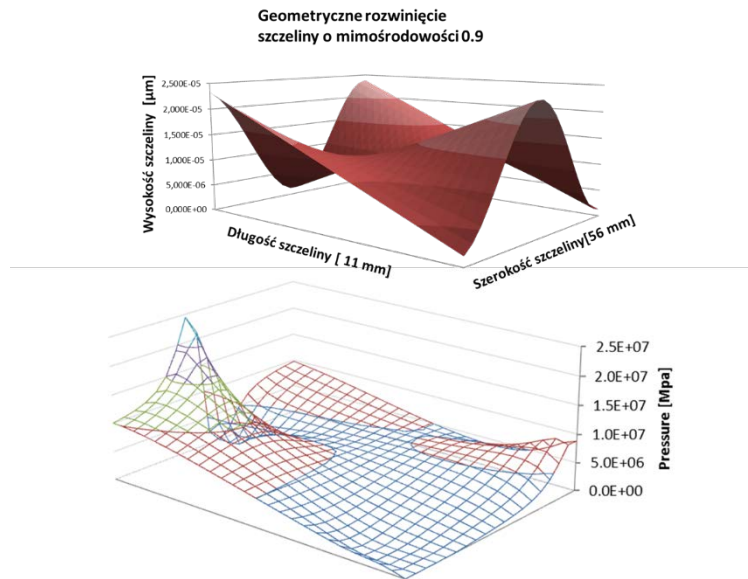 Geometryczne rozwinięcie
szczeliny o mimośrodowości 0.9
Wysokość szczeliny [µm]
2,500E-05
2,000E-05
1,500E-05
1,000E-05
5,000E-06
0,000E+00
Długość szczeliny [ 11 mm]
Szerokość szczeliny[56 mm]
2.5E+07
2.0E+07
1.5E+07
1.0E+07
5.0E+06
0.0E+00
Pressure [Mpa]